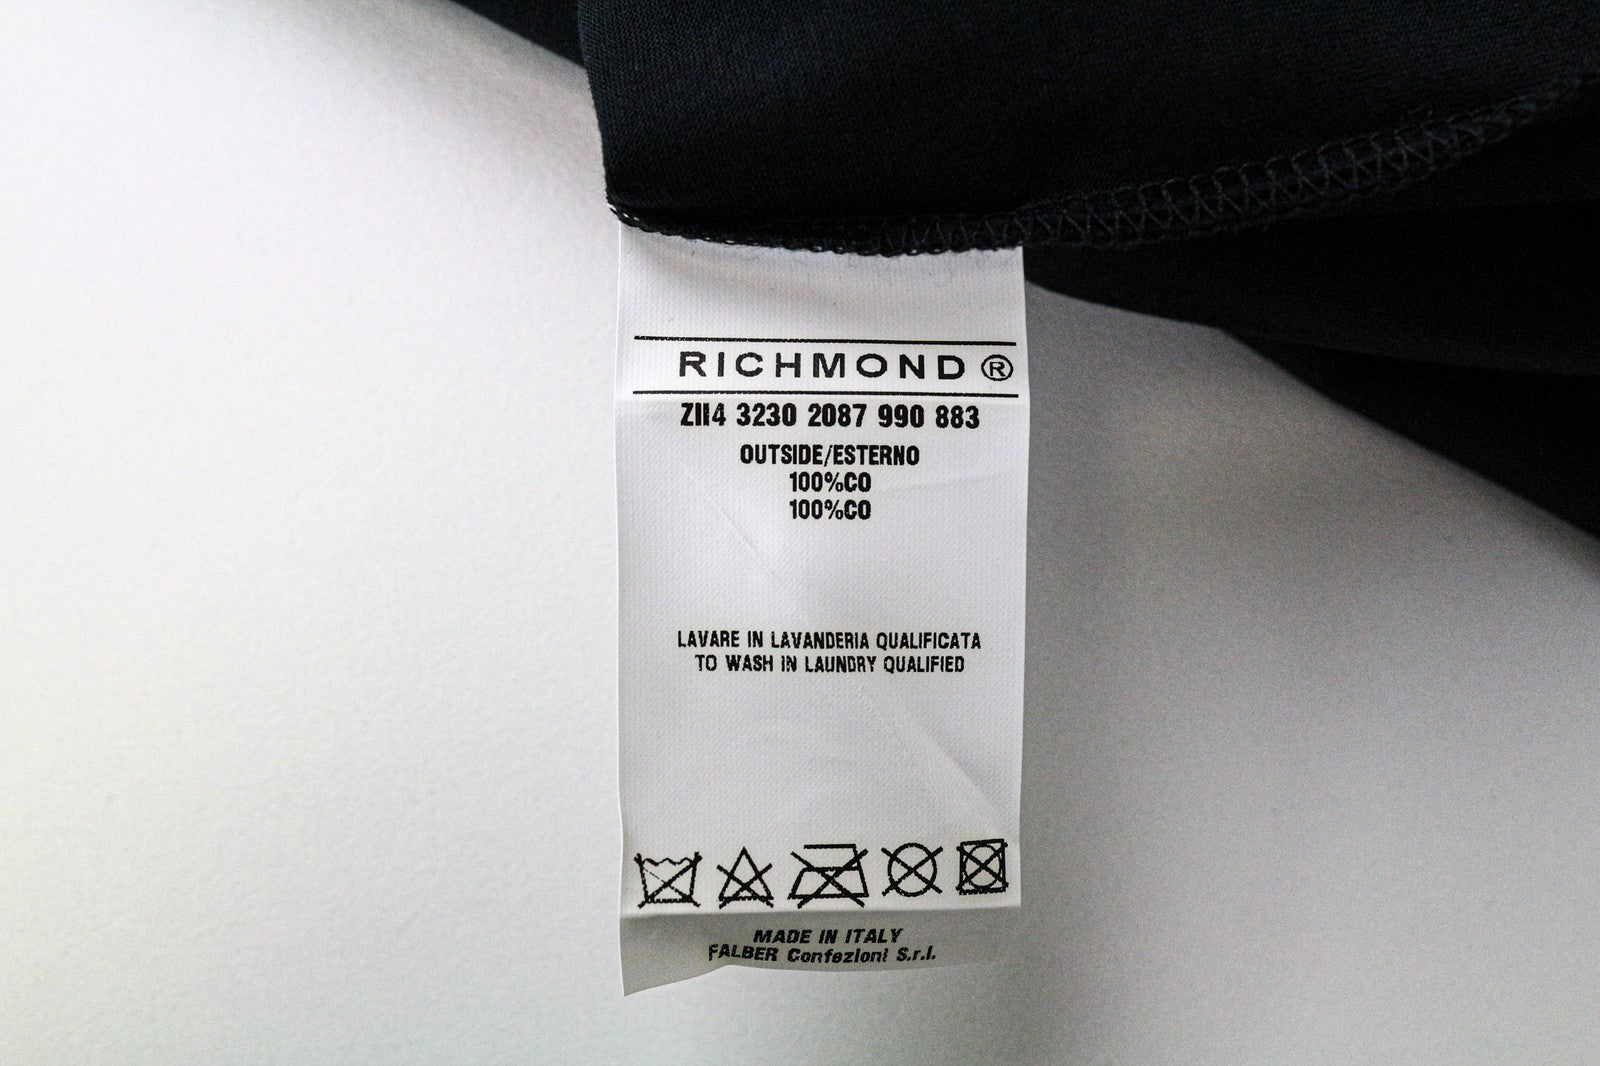 RICHMOND ®
ZII4 3230 2087 990 883
OUTSIDE/ESTERNO
100%CO
100%CO
LAVARE IN LAVANDERIA QUALIFICATA
TO WASH IN LAUNDRY QUALIFIED
MADE IN ITALY
FALBER Confezioni S.r.l.